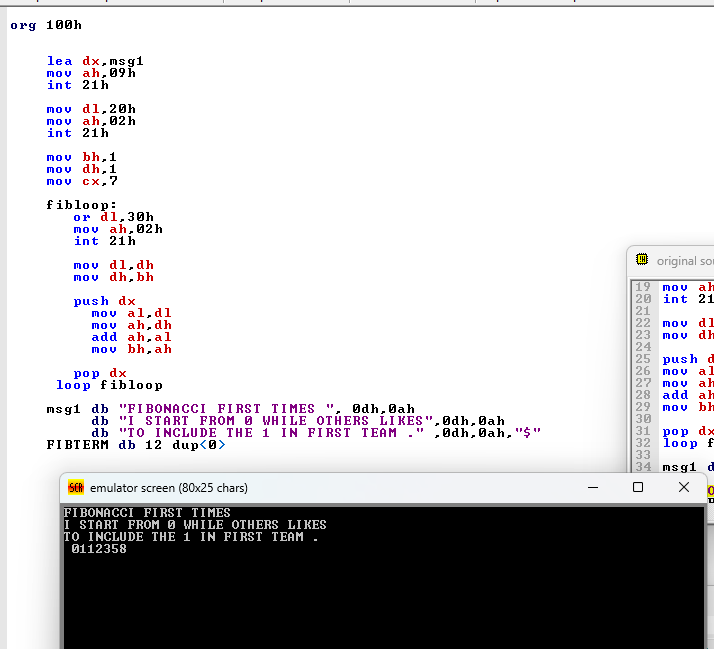 org 100h
lea dx,msg1
mov ah,09h
int 21h
mov dl,20h
mov ah,02h
int 21h
mov bh,1
mov dh,1
mov cx,7
fibloop:
or dl,30h
mov ah,02h
int 21h
mov dl,dh
mov dh,bh
push dx
mov al,dl
mov ah,dh
add ah,al
mov bh,ah
pop dx
loop fibloop
msg1 db "FIBONACCI FIRST TIMES ", 0dh,0ah
db "I START FROM 0 WHILE OTHERS LIKES",0dh,0ah
db "TO INCLUDE THE 1 IN FIRST TEAM ." ,0dh,0ah,"$"
FIBTERM db 12 dup<0>
original sou
19 mov ah
20 int 21
21
22 mov dl
23 mov dh
24
25 push d
26 mov al
27 mov ah
28 add ah
29 mov bh
30
31 pop dx
32 loop f
33
34 msg1 d
emulator screen (80x25 chars)
FIBONACCI FIRST TIMES
I START FROM 0 WHILE OTHERS LIKES
TO INCLUDE THE 1 IN FIRST TEAM .
0112358